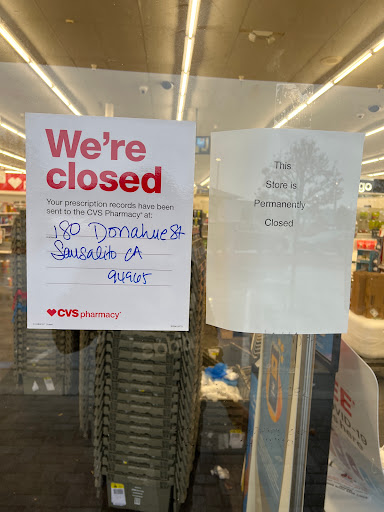 We're
closed
Your prescription records have been
sent to the CVS Pharmacy® at:
180 Donahue St
Sausalito CA
94965
CVS pharmacy®
This
Store is
Permanently
Closed
go